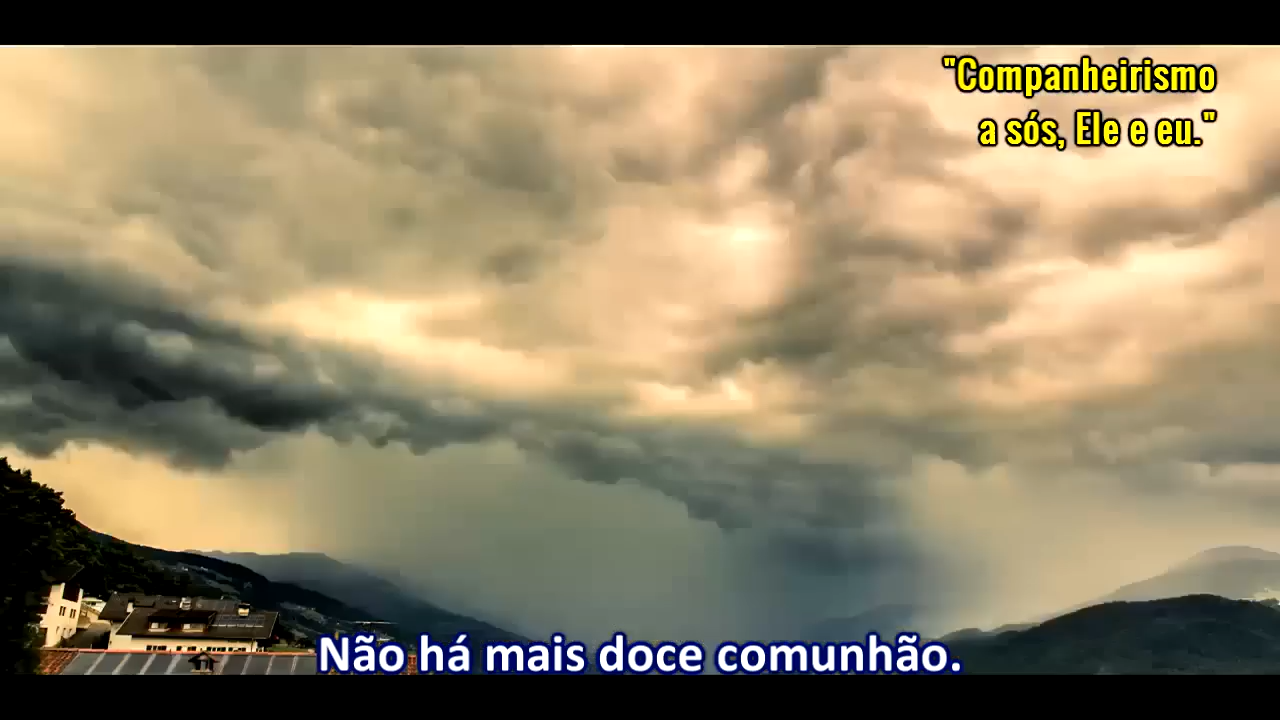 "Companheirismo
a sós, Ele e eu."
Não há mais doce comunhão.